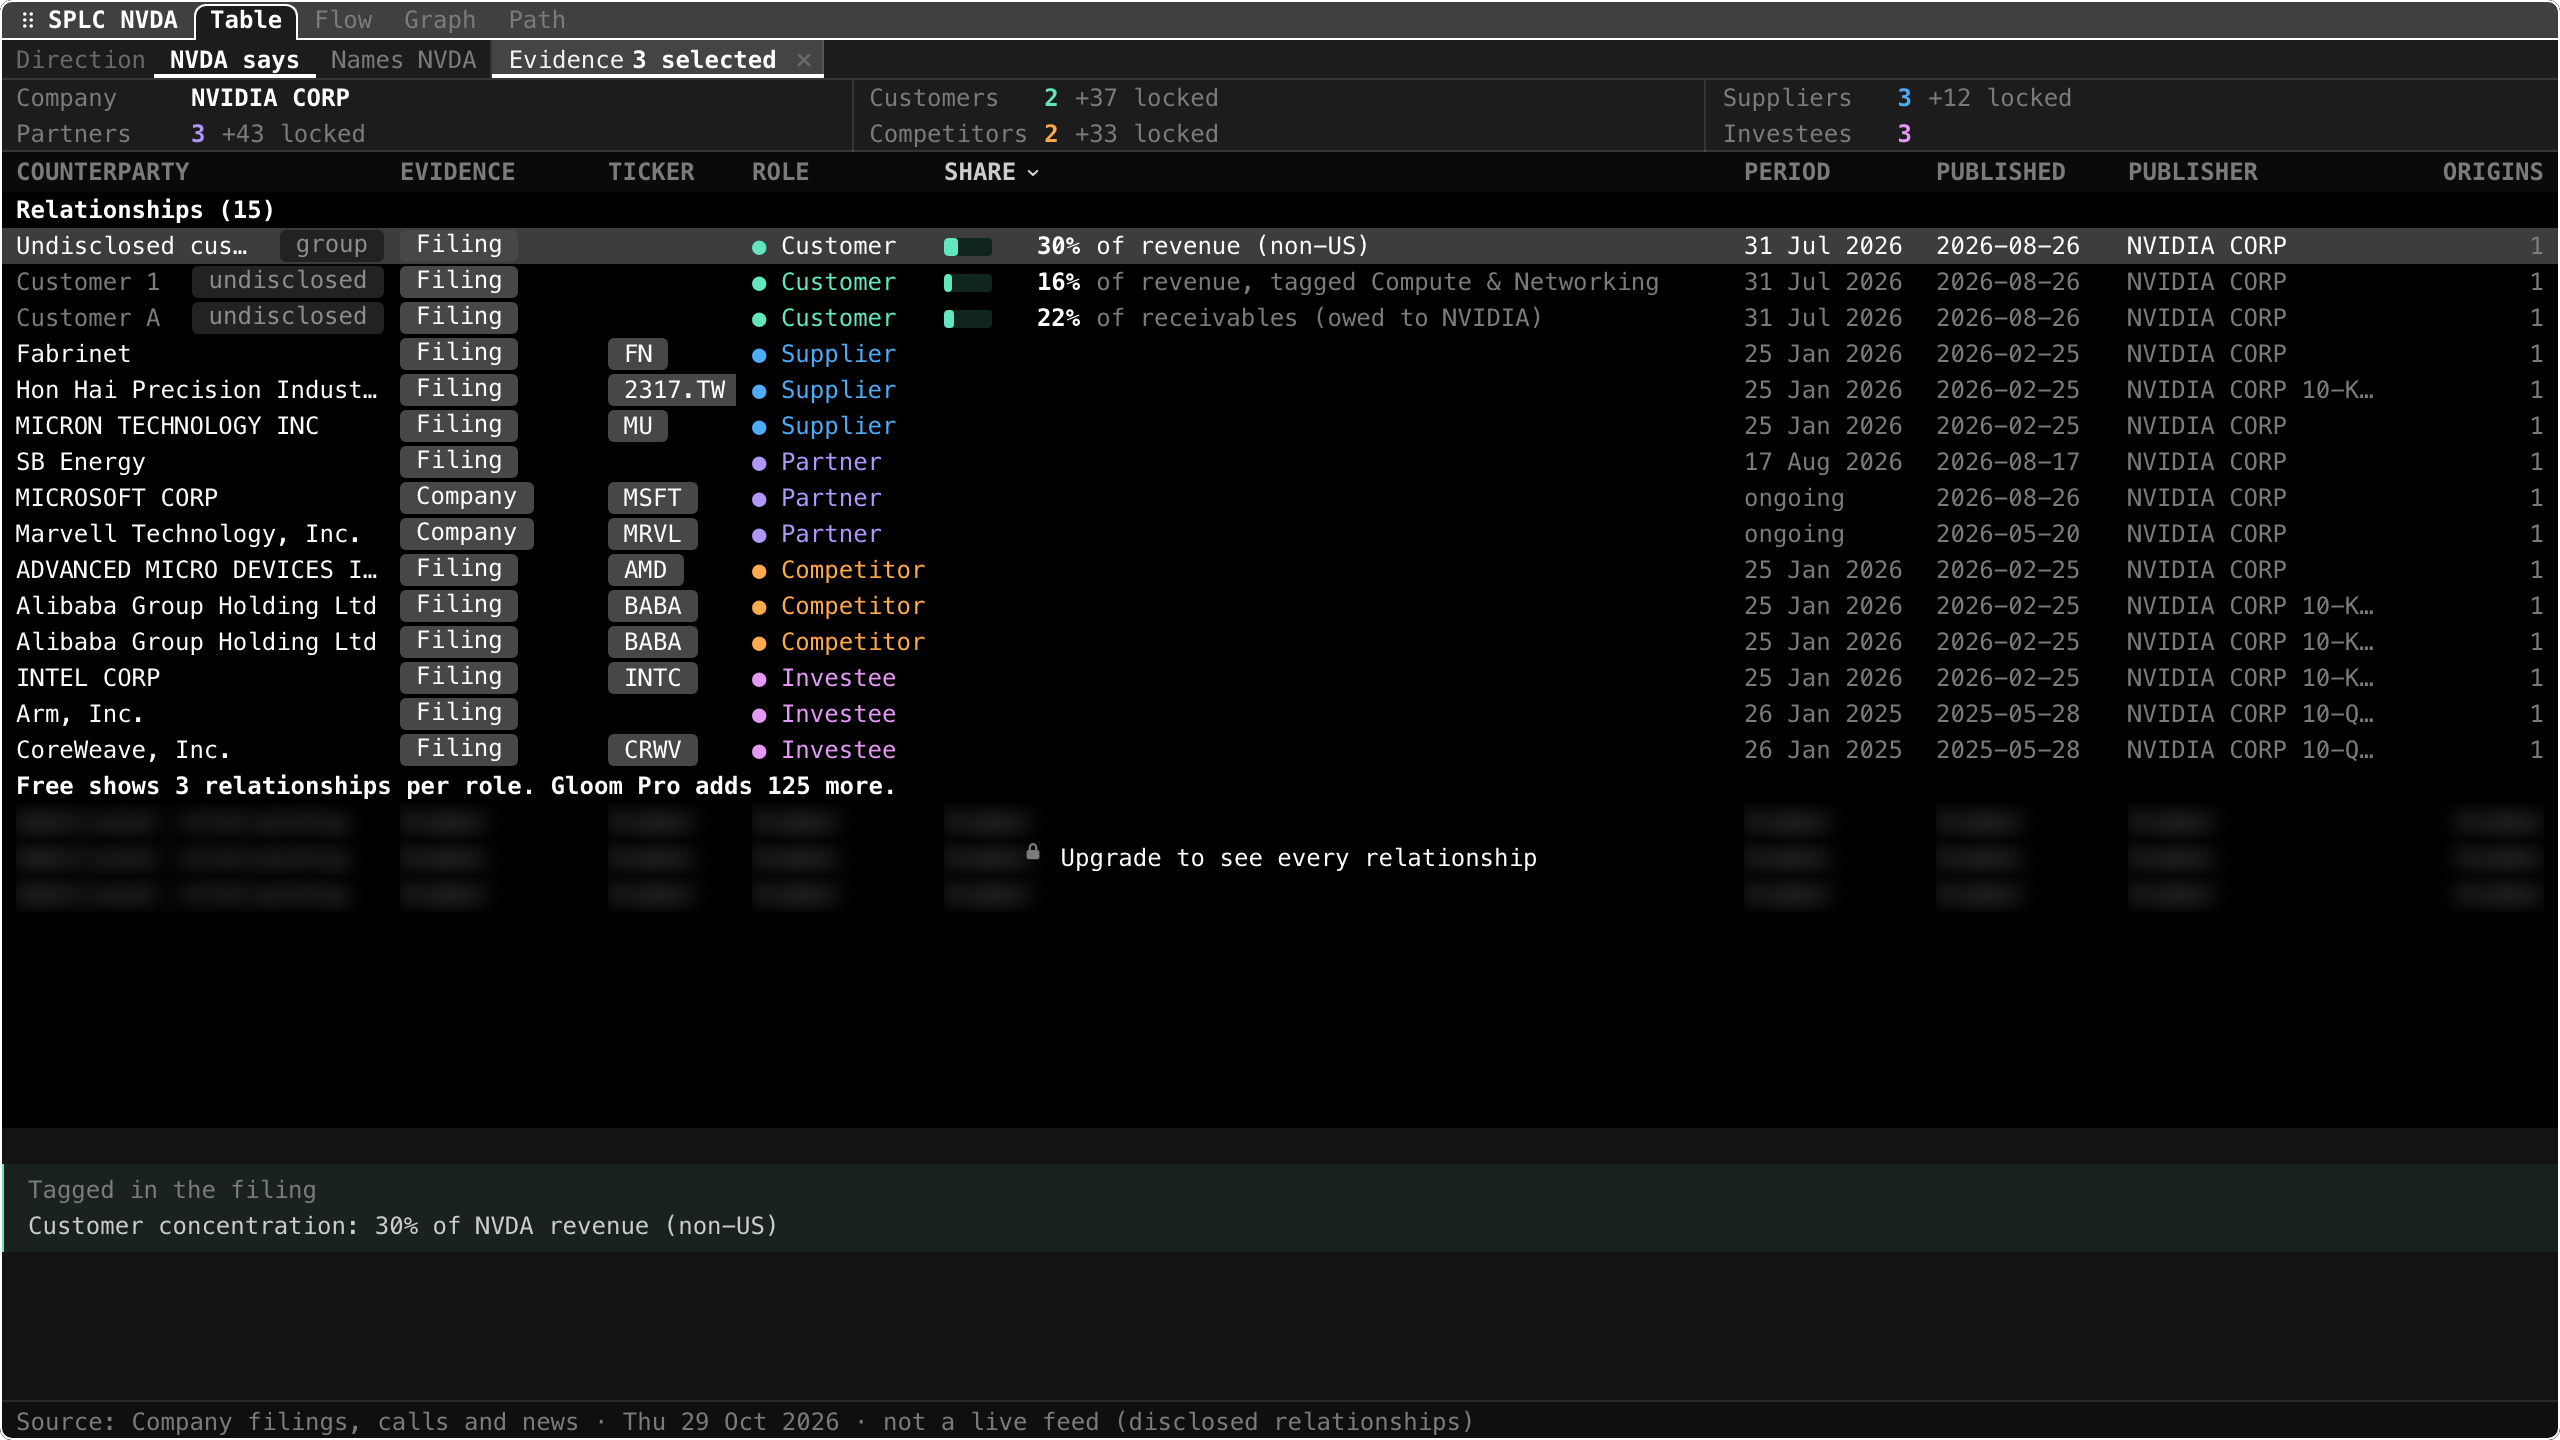 SPLC NVDA Table Flow Graph Path
Direction NVDA says Names NVDA Evidence 3 selected ×
Company NVIDIA CORP Customers 2 +37 locked Suppliers 3 +12 locked
Partners 3 +43 locked Competitors 2 +33 locked Investees 3
COUNTERPARTY EVIDENCE TICKER ROLE SHARE PERIOD PUBLISHED PUBLISHER ORIGINS
Relationships (15)
Undisclosed cus… group Filing Customer 30% of revenue (non-US) 31 Jul 2026 2026-08-26 NVIDIA CORP 1
Customer 1 undisclosed Filing Customer 16% of revenue, tagged Compute & Networking 31 Jul 2026 2026-08-26 NVIDIA CORP 1
Customer A undisclosed Filing Customer 22% of receivables (owed to NVIDIA) 31 Jul 2026 2026-08-26 NVIDIA CORP 1
Fabrinet Filing FN Supplier 25 Jan 2026 2026-02-25 NVIDIA CORP 1
Hon Hai Precision Indust… Filing 2317.TW Supplier 25 Jan 2026 2026-02-25 NVIDIA CORP 10-K… 1
MICRON TECHNOLOGY INC Filing MU Supplier 25 Jan 2026 2026-02-25 NVIDIA CORP 1
SB Energy Filing Partner 17 Aug 2026 2026-08-17 NVIDIA CORP 1
MICROSOFT CORP Company MSFT Partner ongoing 2026-08-26 NVIDIA CORP 1
Marvell Technology, Inc. Company MRVL Partner ongoing 2026-05-20 NVIDIA CORP 1
ADVANCED MICRO DEVICES I… Filing AMD Competitor 25 Jan 2026 2026-02-25 NVIDIA CORP 1
Alibaba Group Holding Ltd Filing BABA Competitor 25 Jan 2026 2026-02-25 NVIDIA CORP 10-K… 1
Alibaba Group Holding Ltd Filing BABA Competitor 25 Jan 2026 2026-02-25 NVIDIA CORP 10-K… 1
INTEL CORP Filing INTC Investee 25 Jan 2026 2026-02-25 NVIDIA CORP 10-K… 1
Arm, Inc. Filing Investee 26 Jan 2025 2025-05-28 NVIDIA CORP 10-Q… 1
CoreWeave, Inc. Filing CRWV Investee 26 Jan 2025 2025-05-28 NVIDIA CORP 10-Q… 1
Free shows 3 relationships per role. Gloom Pro adds 125 more.
Upgrade to see every relationship
Tagged in the filing
Customer concentration: 30% of NVDA revenue (non-US)
Source: Company filings, calls and news · Thu 29 Oct 2026 · not a live feed (disclosed relationships)